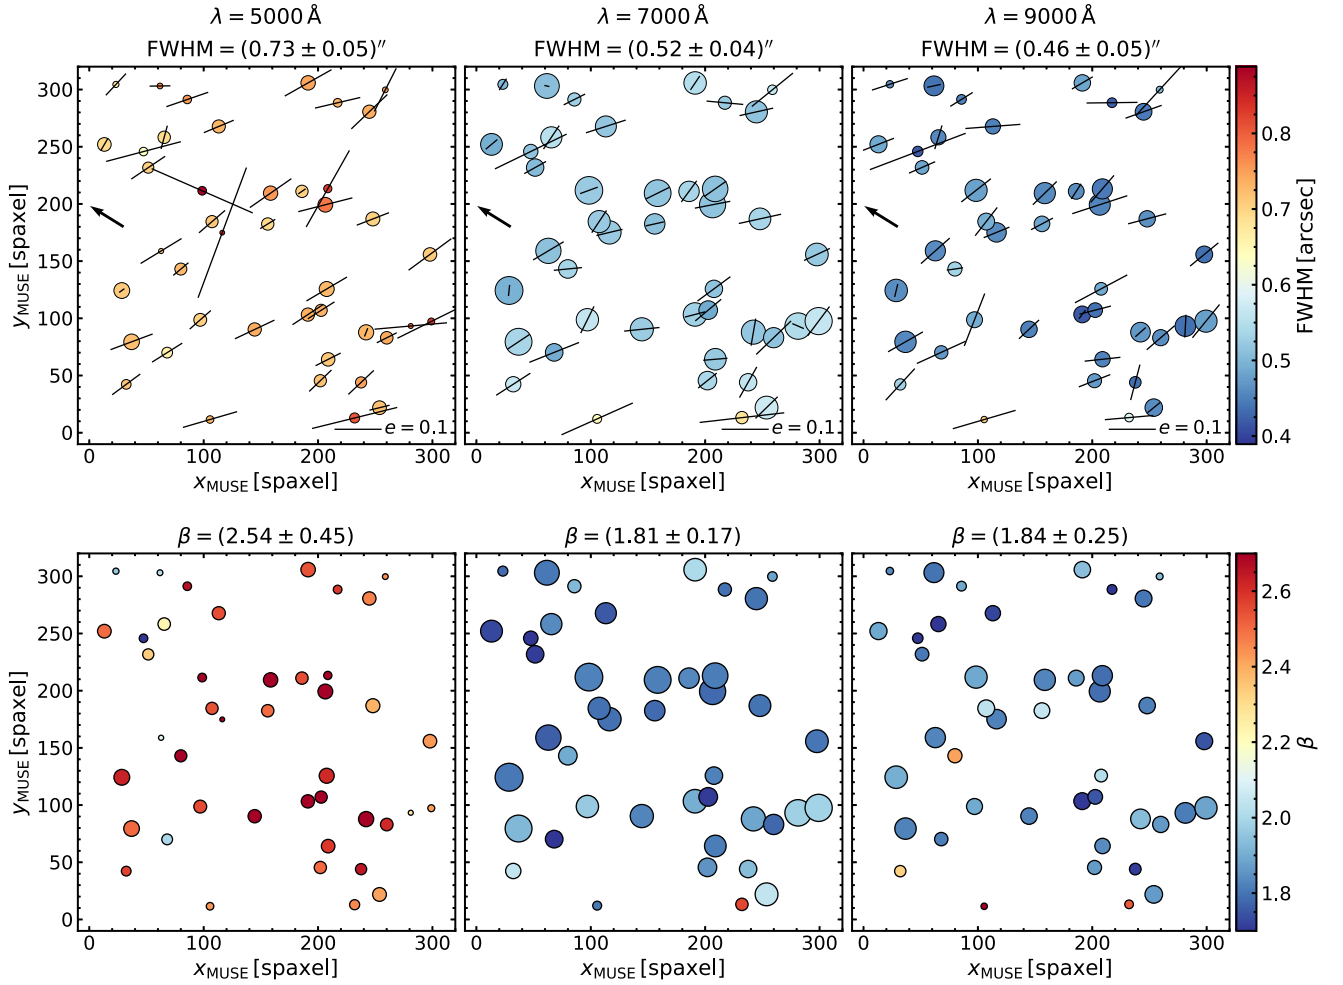 λ = 5000 Å
FWHM = (0.73 ± 0.05)″
λ = 7000 Å
FWHM = (0.52 ± 0.04)″
λ = 9000 Å
FWHM = (0.46 ± 0.05)″
300
250
200
150
100
50
0
y_MUSE [spaxel]
0 100 200 300
x_MUSE [spaxel]
e = 0.1
0 100 200 300
x_MUSE [spaxel]
e = 0.1
0 100 200 300
x_MUSE [spaxel]
e = 0.1
0.8
0.7
0.6
0.5
0.4
FWHM [arcsec]
β = (2.54 ± 0.45)
β = (1.81 ± 0.17)
β = (1.84 ± 0.25)
300
250
200
150
100
50
0
y_MUSE [spaxel]
0 100 200 300
x_MUSE [spaxel]
0 100 200 300
x_MUSE [spaxel]
0 100 200 300
x_MUSE [spaxel]
2.6
2.4
2.2
2.0
1.8
β